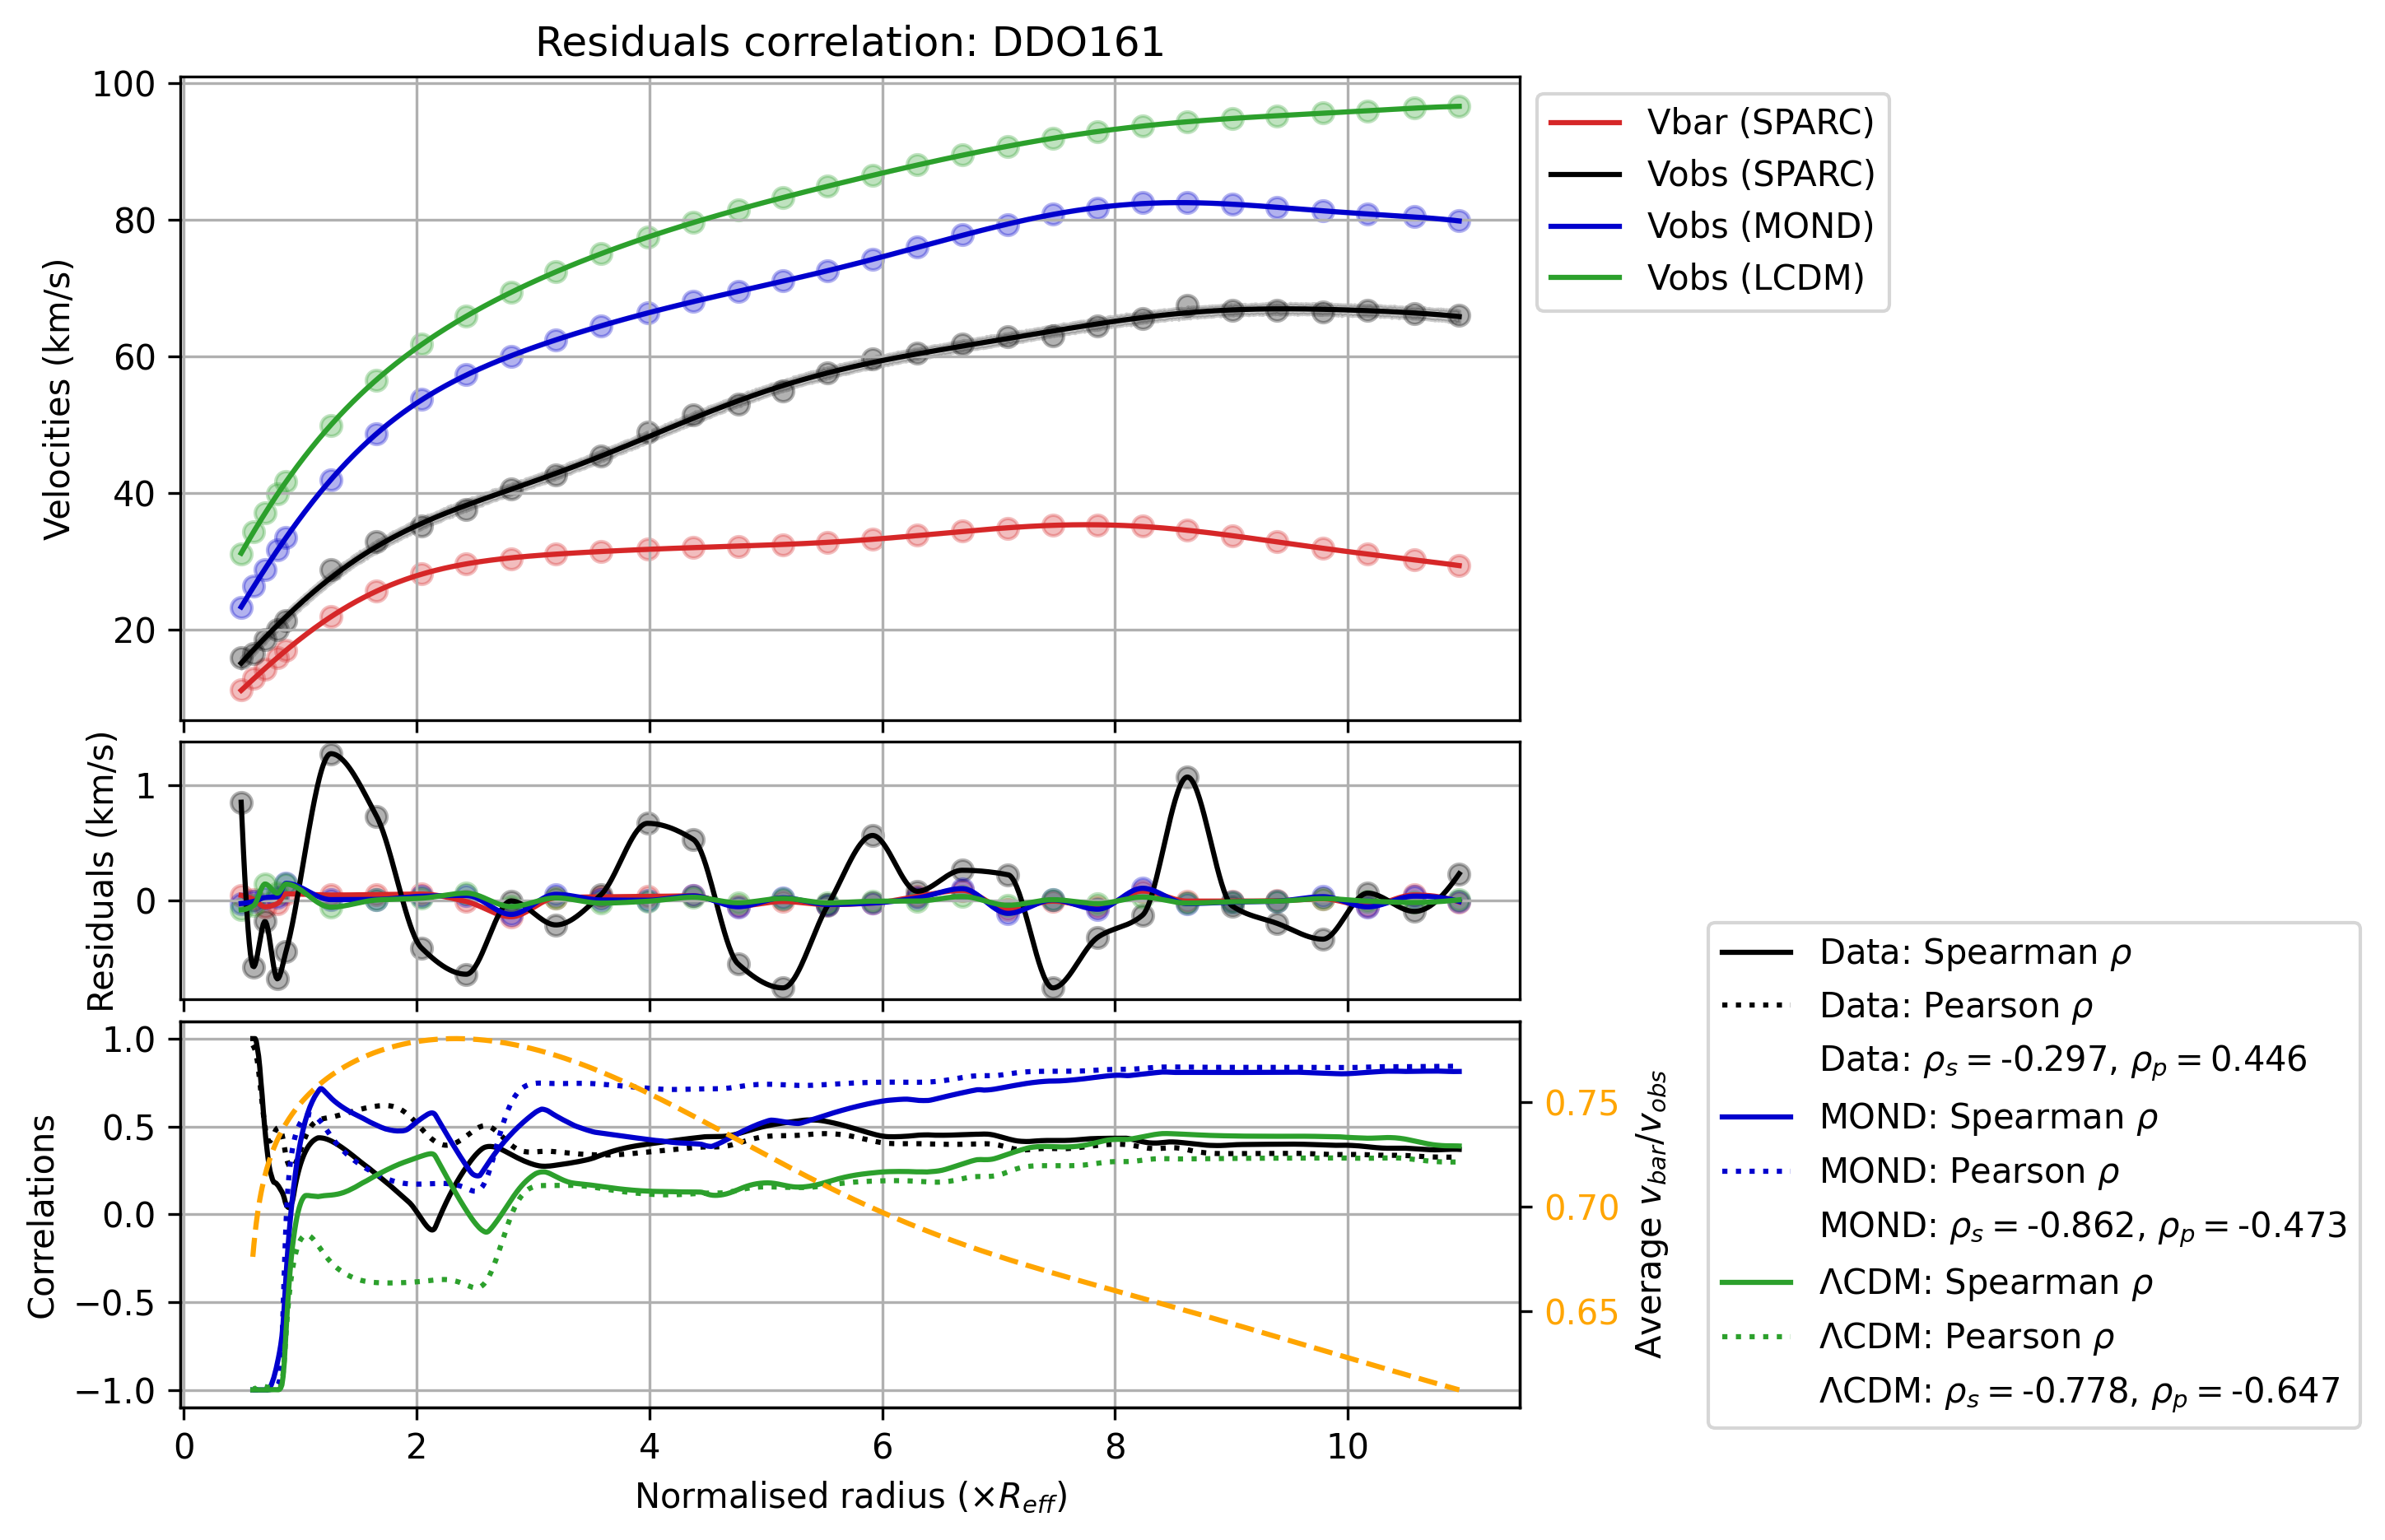 Residuals correlation: DDO161
100
80
60
40
20
Velocities (km/s)
Vbar (SPARC)
Vobs (SPARC)
Vobs (MOND)
Vobs (LCDM)
1
0
Residuals (km/s)
1.0
0.5
0.0
−0.5
−1.0
Correlations
0.75
0.70
0.65
Average v_bar/v_obs
0 2 4 6 8 10
Normalised radius (×R_eff)
Data: Spearman ρ
Data: Pearson ρ
Data: ρ_s = -0.297, ρ_p = 0.446
MOND: Spearman ρ
MOND: Pearson ρ
MOND: ρ_s = -0.862, ρ_p = -0.473
ΛCDM: Spearman ρ
ΛCDM: Pearson ρ
ΛCDM: ρ_s = -0.778, ρ_p = -0.647